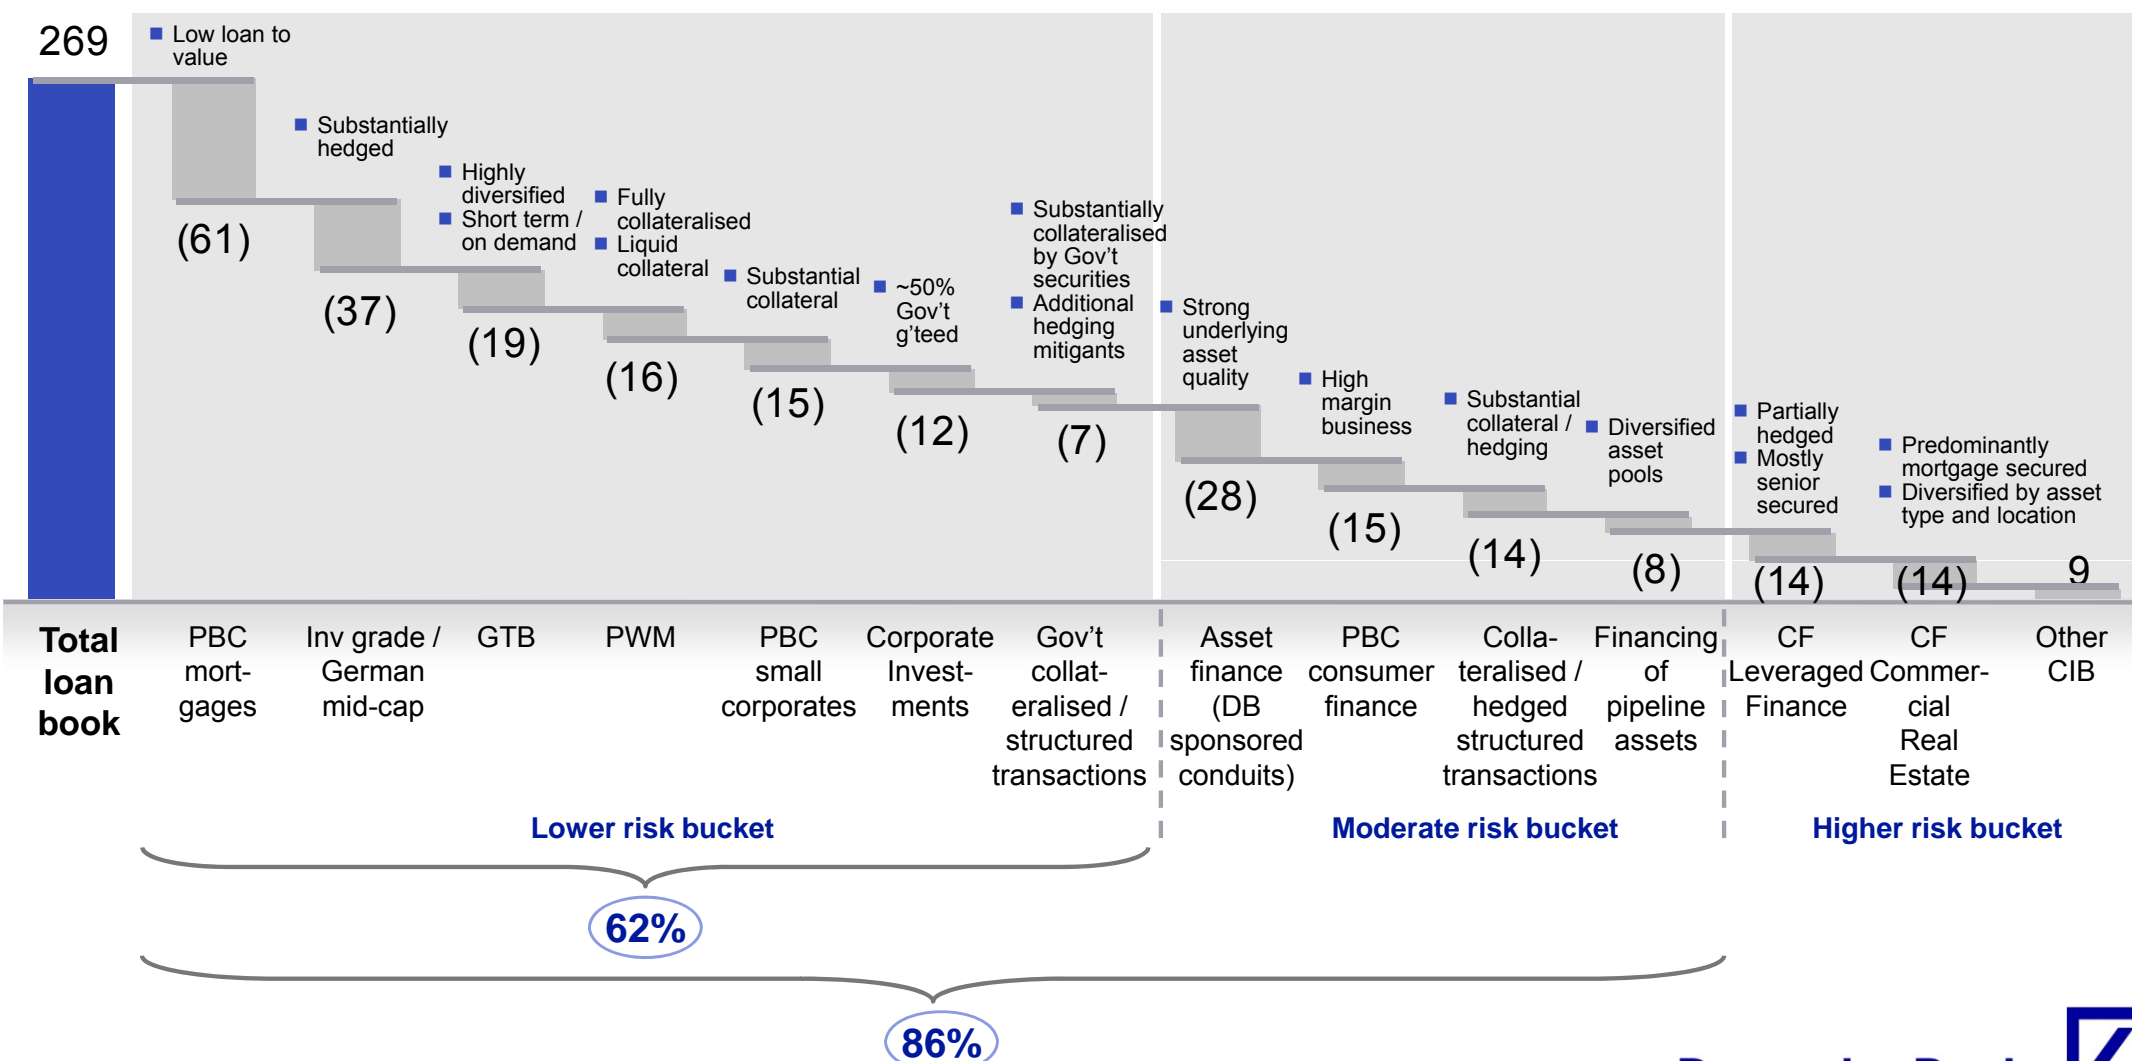 269
Low loan to
value
(61)
Substantially
hedged
(37)
Highly
diversified
Short term /
on demand
(19)
Fully
collateralised
Liquid
collateral
(16)
Substantial
collateral
(15)
~50%
Gov't
g'teed
(12)
Substantially
collateralised
by Gov't
securities
Additional
hedging
mitigants
(7)
Strong
underlying
asset
quality
(28)
High
margin
business
(15)
Substantial
collateral /
hedging
(14)
Diversified
asset
pools
(8)
Partially
hedged
Mostly
senior
secured
(14)
Predominantly
mortgage secured
Diversified by asset
type and location
(14)
9
Total
loan
book
PBC
mort-
gages
Inv grade /
German
mid-cap
GTB
PWM
PBC
small
corporates
Corporate
Invest-
ments
Gov't
collat-
eralised /
structured
transactions
Asset
finance
(DB
sponsored
conduits)
PBC
consumer
finance
Colla-
teralised /
hedged
structured
transactions
Financing
of
pipeline
assets
CF
Leveraged
Finance
CF
Commer-
cial
Real
Estate
Other
CIB
Lower risk bucket
Moderate risk bucket
Higher risk bucket
62%
86%